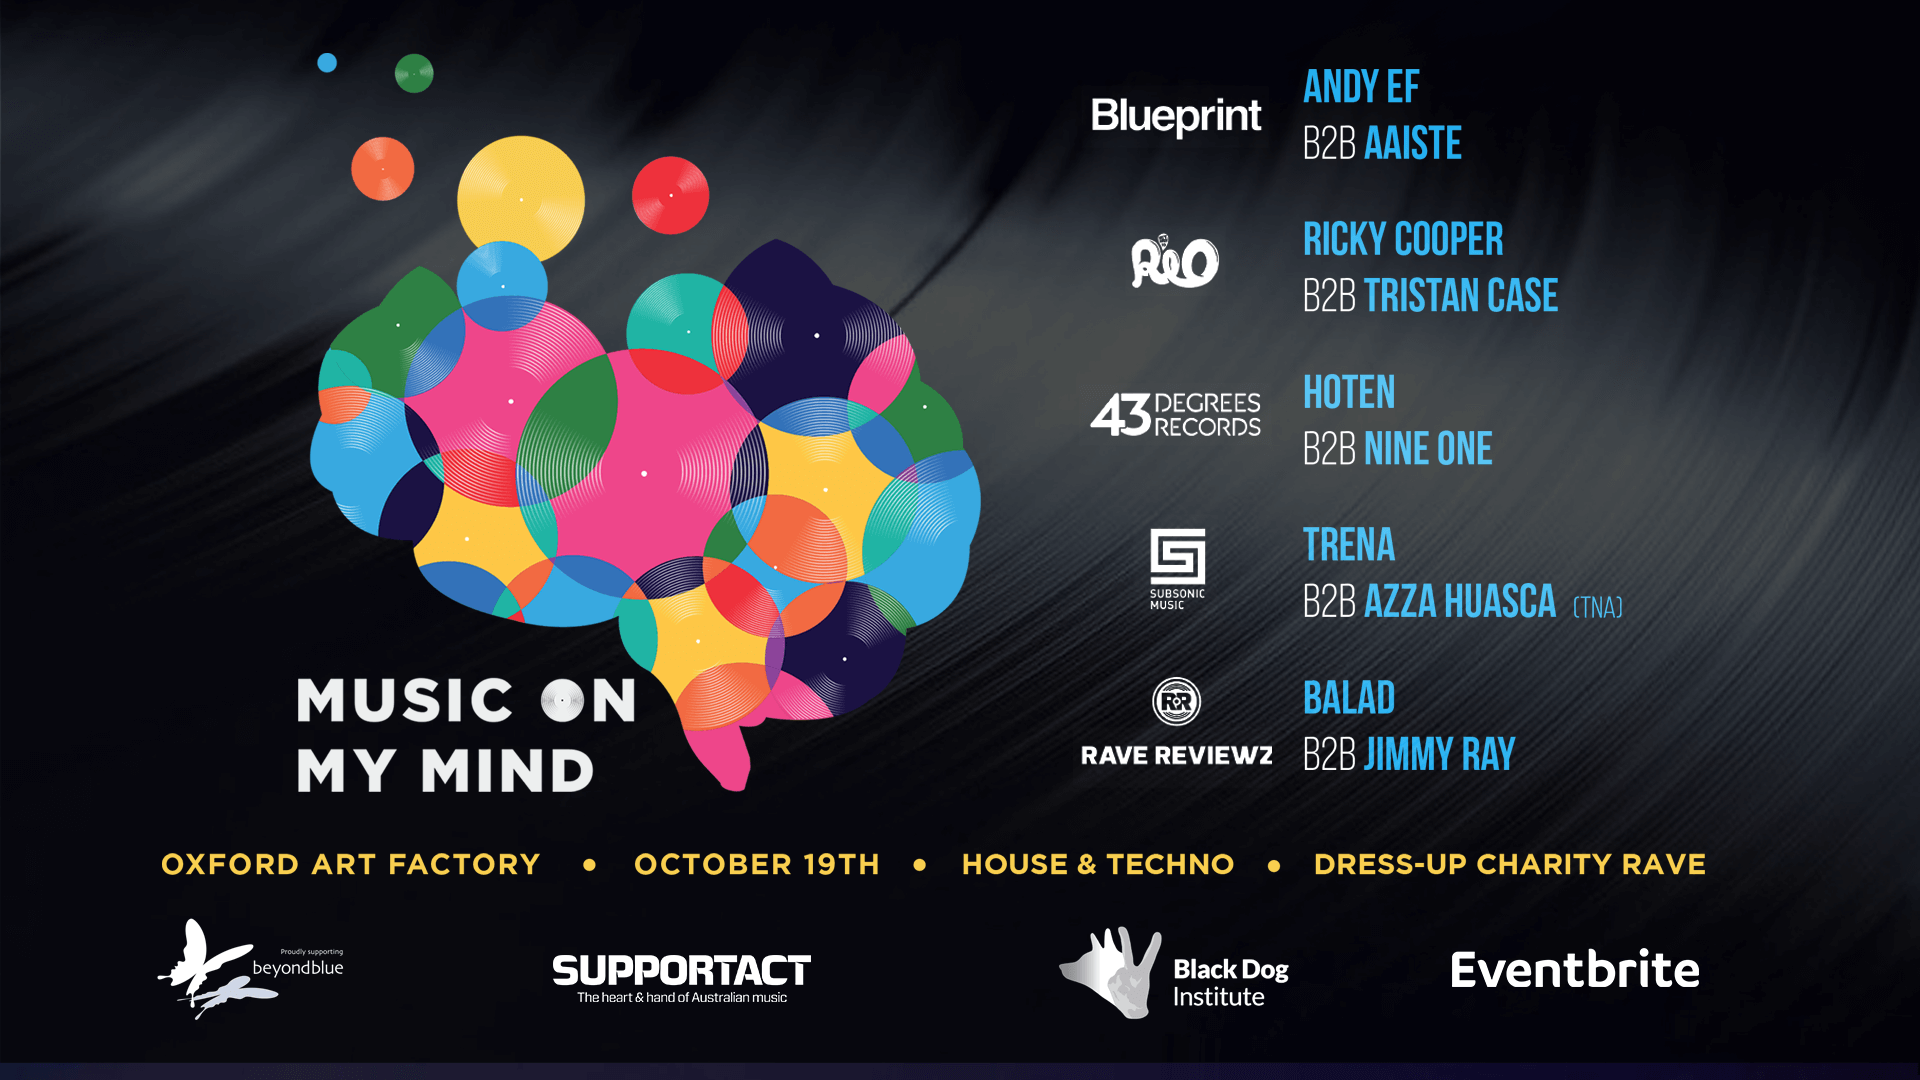 MUSIC ON
MY MIND
Blueprint
ANDY EF
B2B AAISTE
RIO
RICKY COOPER
B2B TRISTAN CASE
43 DEGREES
RECORDS
HOTEN
B2B NINE ONE
SUBSONIC
MUSIC
TRENA
B2B AZZA HUASCA (TNA)
R R
RAVE REVIEWZ
BALAD
B2B JIMMY RAY
OXFORD ART FACTORY • OCTOBER 19TH • HOUSE & TECHNO • DRESS-UP CHARITY RAVE
Proudly supporting
beyondblue
SUPPORTACT
The heart & hand of Australian music
Black Dog
Institute
Eventbrite